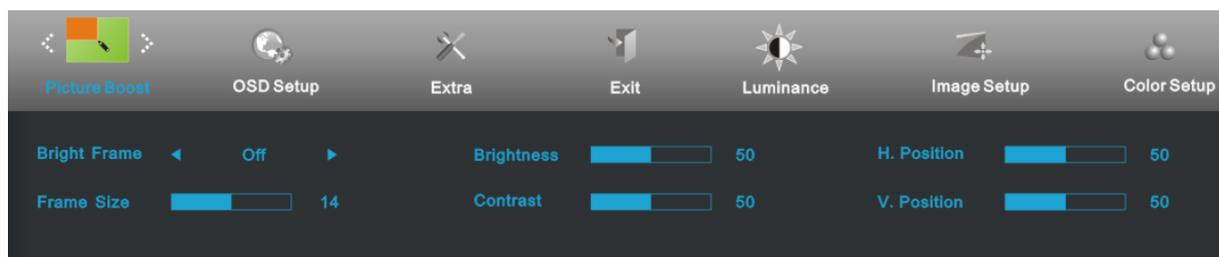 Picture Boost OSD Setup Extra Exit Luminance Image Setup Color Setup
Bright Frame Off Brightness 50 H. Position 50
Frame Size 14 Contrast 50 V. Position 50